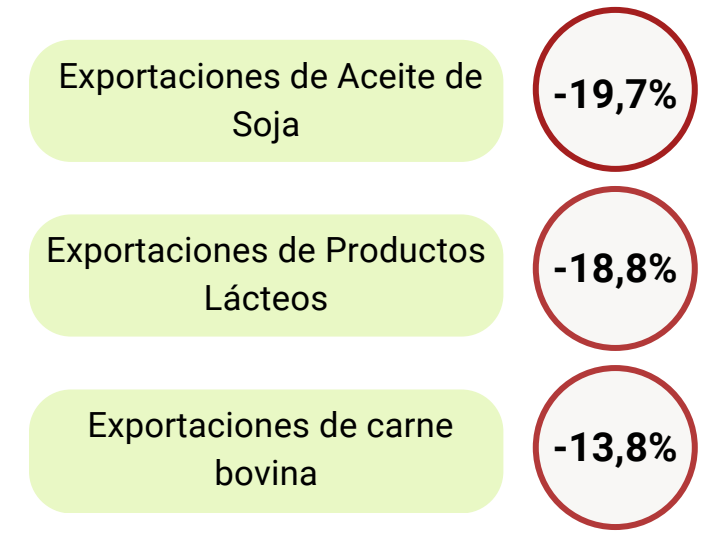 Exportaciones de Aceite de
Soja
-19,7%
Exportaciones de Productos
Lácteos
-18,8%
Exportaciones de carne
bovina
-13,8%